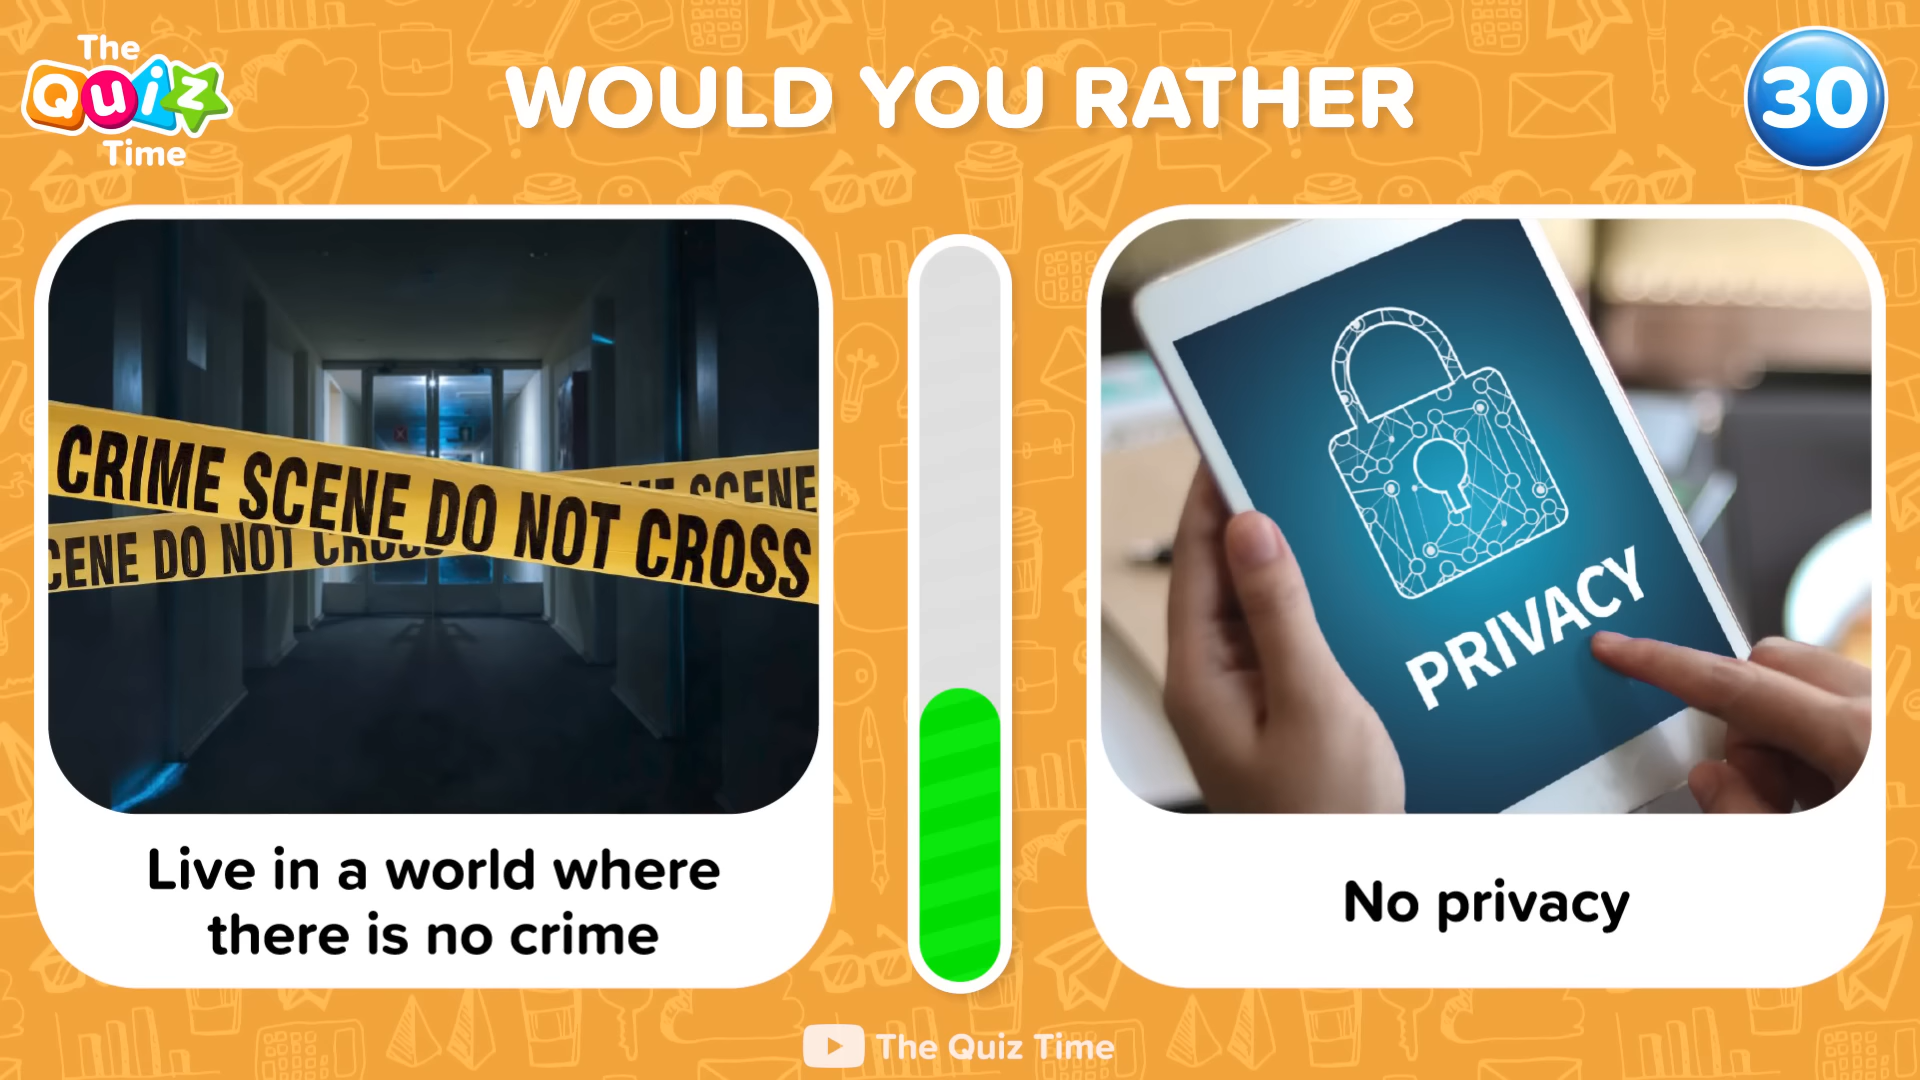 The
Quiz
Time
WOULD YOU RATHER
30
CRIME SCENE DO NOT CROSS
SCENE
CENE DO NOT CROSS
PRIVACY
Live in a world where
there is no crime
No privacy
The Quiz Time